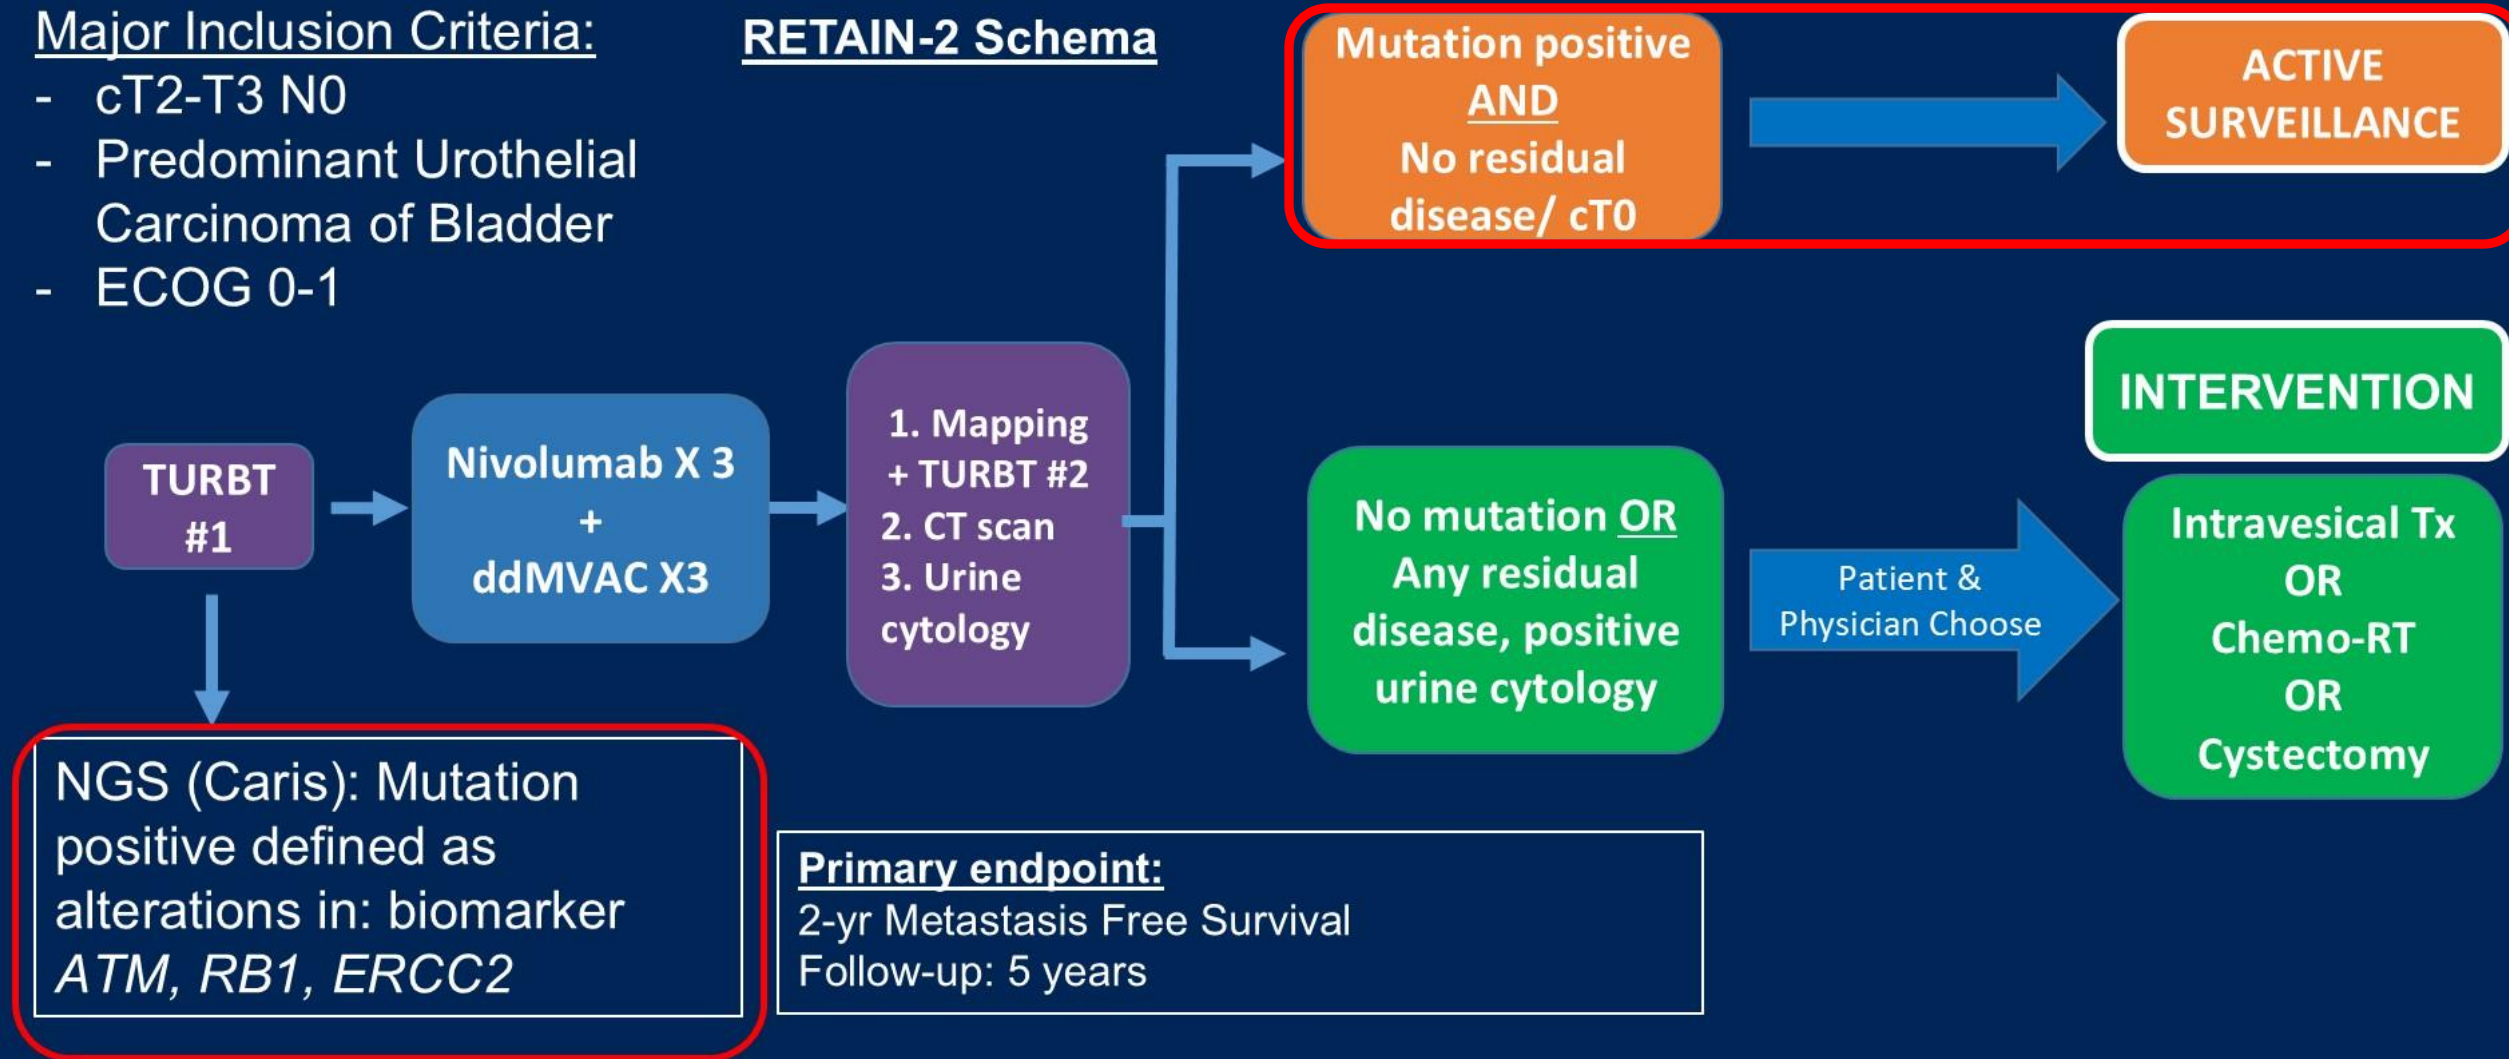 Major Inclusion Criteria:
- cT2-T3 N0
- Predominant Urothelial
Carcinoma of Bladder
- ECOG 0-1
RETAIN-2 Schema
Mutation positive
AND
No residual
disease/ cT0
ACTIVE
SURVEILLANCE
TURBT
#1
Nivolumab X 3
+
ddMVAC X3
1. Mapping
+ TURBT #2
2. CT scan
3. Urine
cytology
No mutation OR
Any residual
disease, positive
urine cytology
Patient &
Physician Choose
INTERVENTION
Intravesical Tx
OR
Chemo-RT
OR
Cystectomy
NGS (Caris): Mutation
positive defined as
alterations in: biomarker
ATM, RB1, ERCC2
Primary endpoint:
2-yr Metastasis Free Survival
Follow-up: 5 years